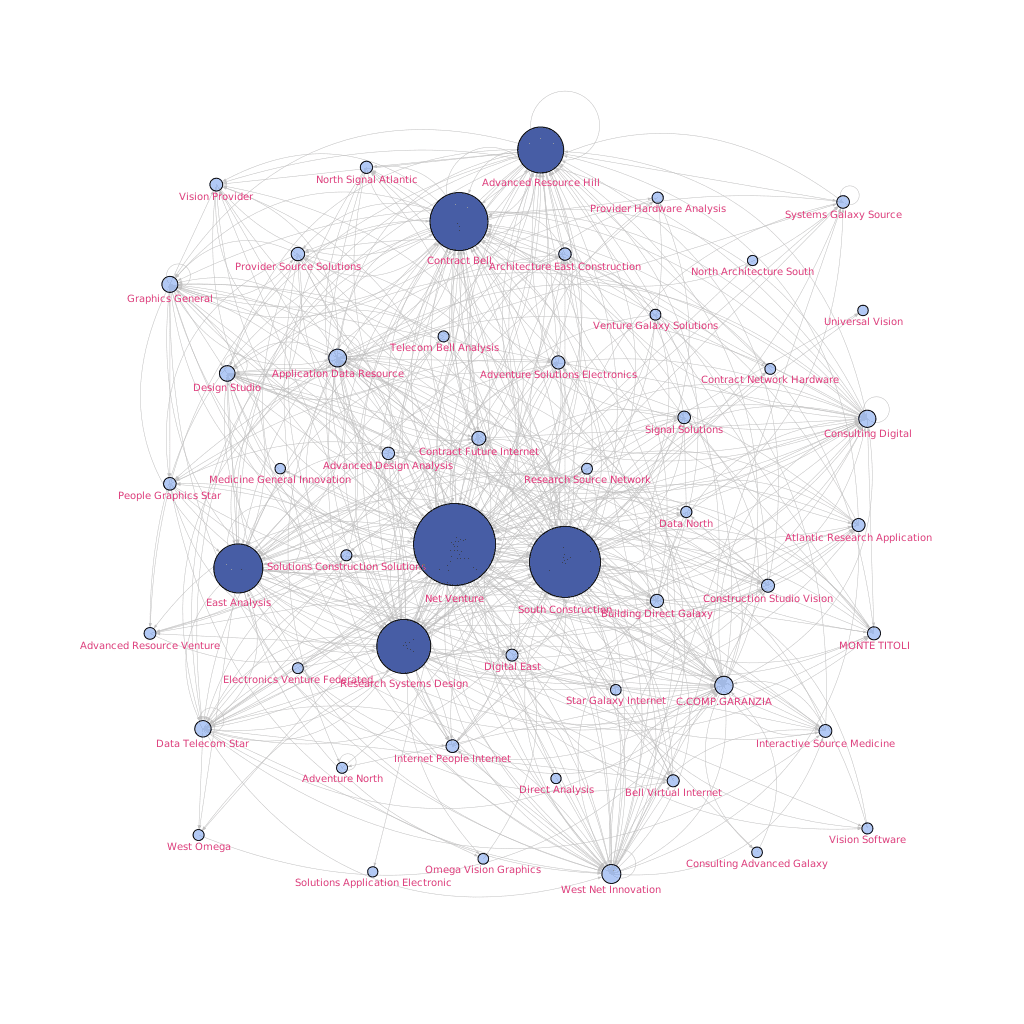 Advanced Resource Hill
North Signal Atlantic
Vision Provider
Provider Hardware Analysis
Systems Galaxy Source
Contract Bell
Provider Source Solutions
Architecture East Construction
North Architecture South
Graphics General
Universal Vision
Venture Galaxy Solutions
Telecom Bell Analysis
Application Data Resource
Adventure Solutions Electronics
Contract Network Hardware
Design Studio
Signal Solutions
Consulting Digital
Contract Future Internet
Advanced Design Analysis
Medicine General Innovation
Research Source Network
People Graphics Star
Data North
Atlantic Research Application
Solutions Construction Solutions
Net Venture
East Analysis
South Construction
Building Direct Galaxy
Construction Studio Vision
Advanced Resource Venture
MONTE TITOLI
Digital East
Electronics Venture Federated
Research Systems Design
Star Galaxy Internet
C.COMP.GARANZIA
Data Telecom Star
Interactive Source Medicine
Internet People Internet
Adventure North
Direct Analysis
Bell Virtual Internet
West Omega
Vision Software
Omega Vision Graphics
Consulting Advanced Galaxy
Solutions Application Electronic
West Net Innovation